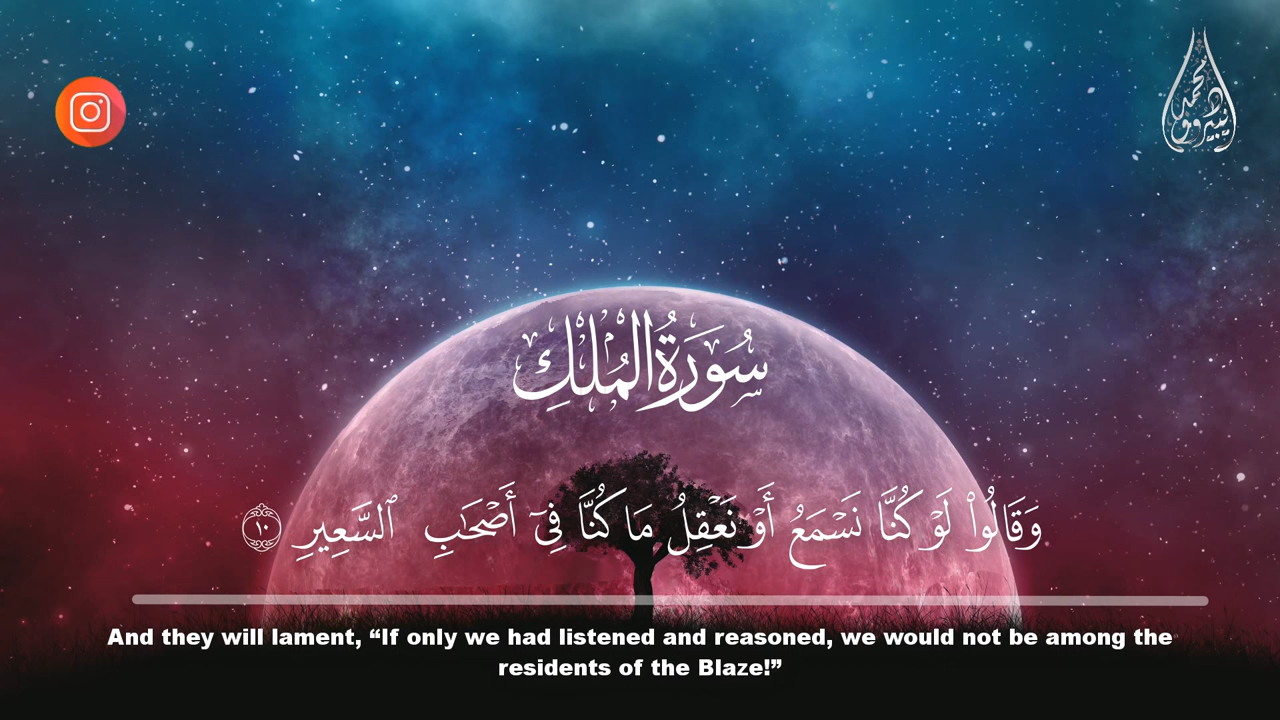 محمد
سُورَةُ المُلْكِ
وَقَالُوا۟ لَوْ كُنَّا نَسْمَعُ أَوْ نَعْقِلُ مَا كُنَّا فِىٓ أَصْحَـٰبِ ٱلسَّعِيرِ ١٠
And they will lament, “If only we had listened and reasoned, we would not be among the
residents of the Blaze!”